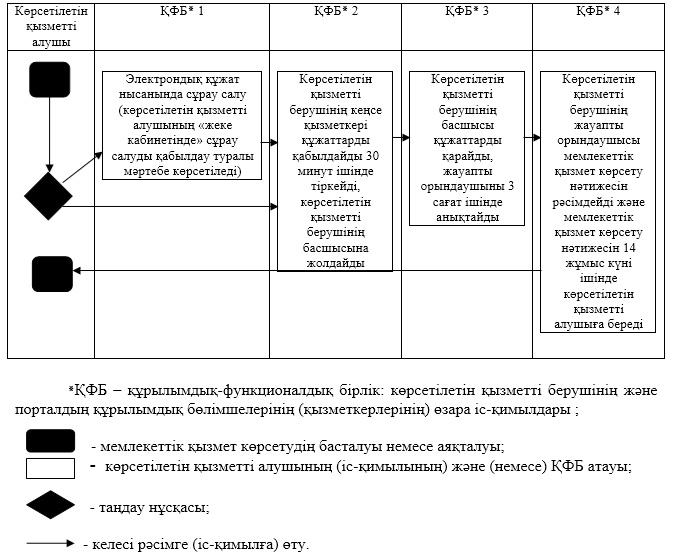 Көрсетілетін
қызметті
алушы
ҚФБ* 1
ҚФБ* 2
ҚФБ* 3
ҚФБ* 4
Электрондық құжат
нысанында сұрау салу
(көрсетілетін қызметті
алушының «жеке
кабинетінде» сұрау
салуды қабылдау туралы
мәртебе көрсетіледі)
Көрсетілетін
қызметті
берушінің кеңсе
қызметкері
құжаттарды
қабылдайды 30
минут ішінде
тіркейді,
көрсетілетін
қызметті
берушінің
басшысына
жолдайды
Көрсетілетін
қызметті
берушінің
басшысы
құжаттарды
қарайды,
жауапты
орындаушыны 3
сағат ішінде
анықтайды
Көрсетілетін
қызметті
берушінің
жауапты
орындаушысы
мемлекеттік
қызмет көрсету
нәтижесін
рәсімдейді және
мемлекеттік
қызмет көрсету
нәтижесін 14
жұмыс күні
ішінде
көрсетілетін
қызметті
алушыға береді
*ҚФБ – құрылымдық-функционалдық бірлік: көрсетілетін қызметті берушінің және
порталдың құрылымдық бөлімшелерінің (қызметкерлерінің) өзара іс-қимылдары ;
- мемлекеттік қызмет көрсетудің басталуы немесе аяқталуы;
- көрсетілетін қызметті алушының (іс-қимылының) және (немесе) ҚФБ атауы;
- таңдау нұсқасы;
- келесі рәсімге (іс-қимылға) өту.